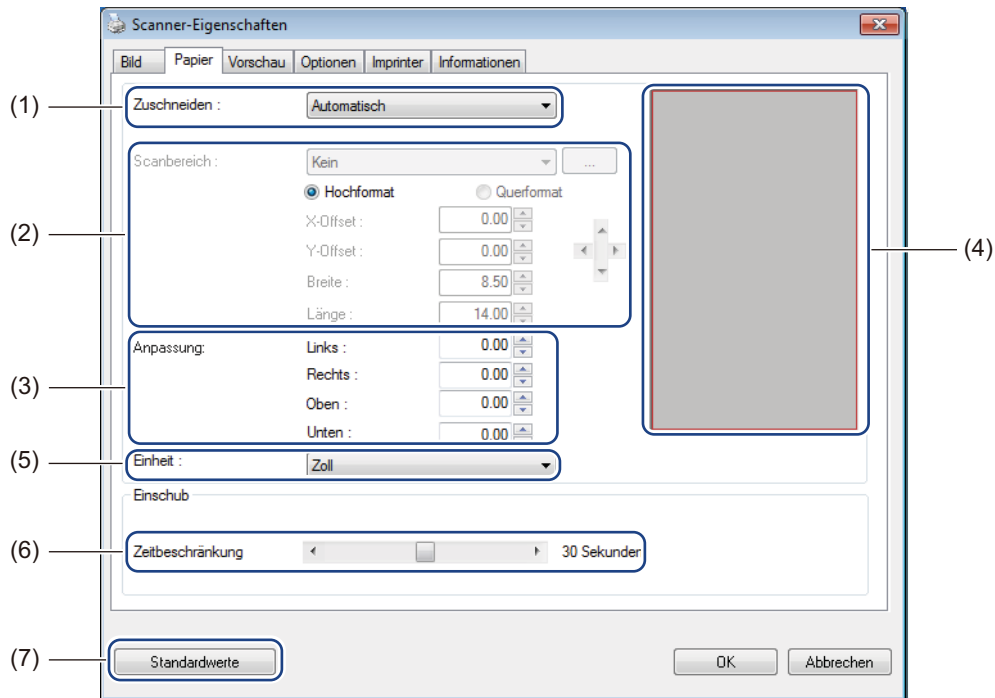 Scanner-Eigenschaften
Bild Papier Vorschau Optionen Imprinter Informationen
(1) Zuschneiden : Automatisch
(2) Scanbereich : Kein ...
Hochformat Querformat
X-Offset : 0.00
Y-Offset : 0.00
Breite : 8.50
Länge : 14.00
(3) Anpassung: Links : 0.00
Rechts : 0.00
Oben : 0.00
Unten : 0.00
(4)
(5) Einheit : Zoll
Einschub
(6) Zeitbeschränkung 30 Sekunden
(7) Standardwerte OK Abbrechen